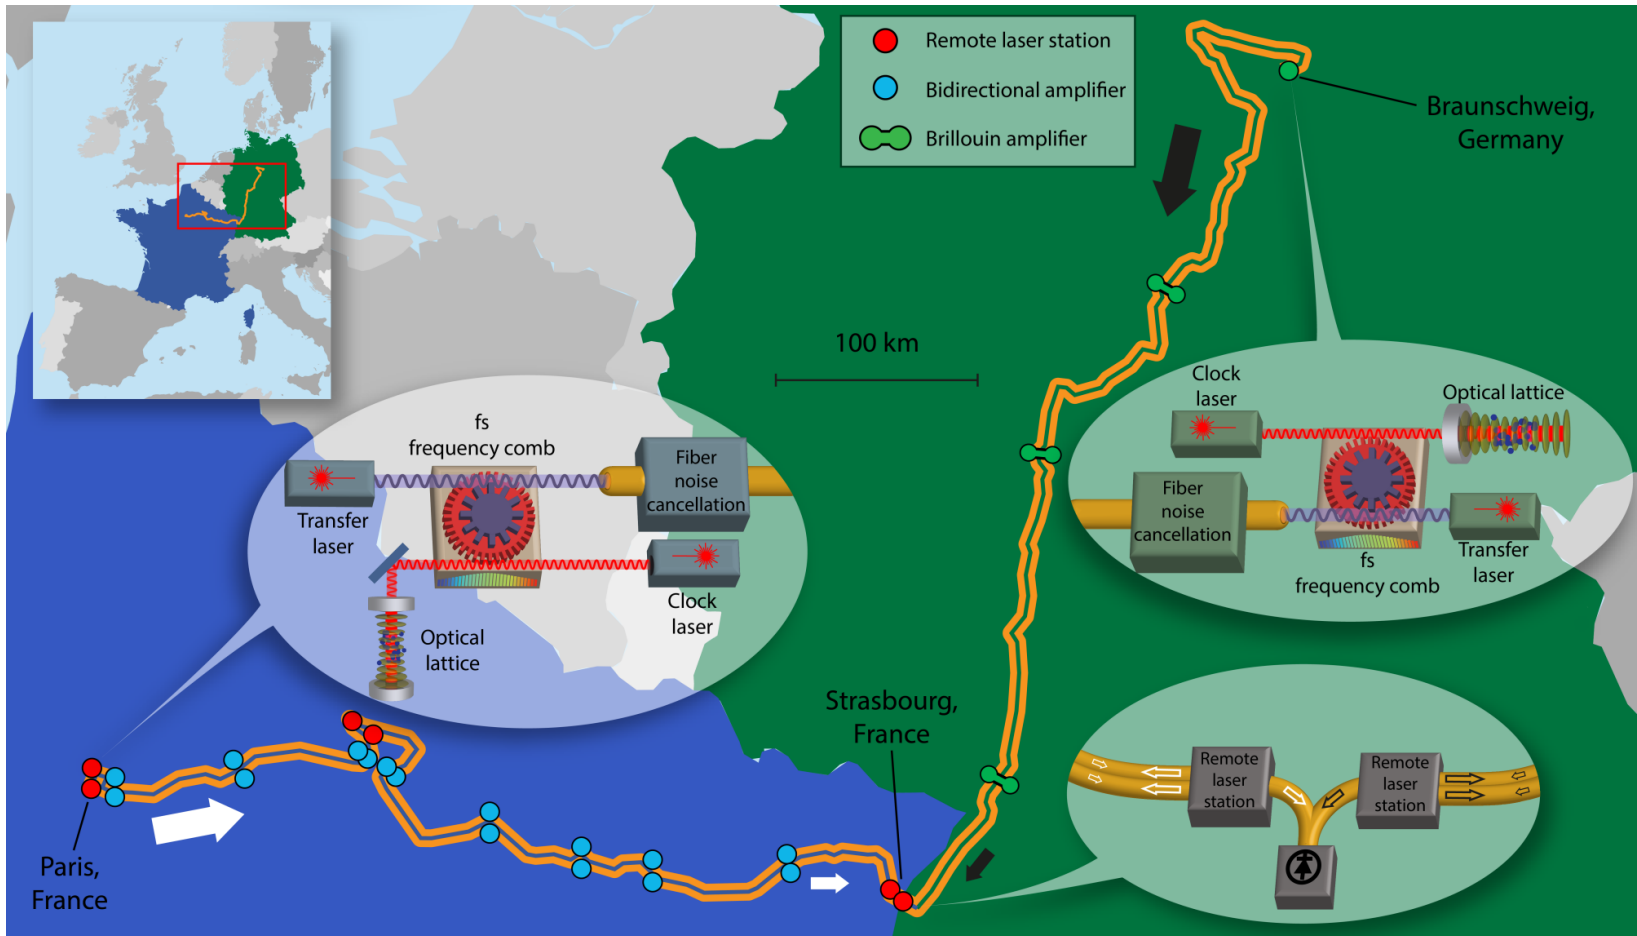 Remote laser station
Bidirectional amplifier
Brillouin amplifier
Braunschweig,
Germany
100 km
fs
frequency comb
Transfer
laser
Fiber
noise
cancellation
Clock
laser
Optical
lattice
Clock
laser
Optical lattice
Fiber
noise
cancellation
Transfer
laser
fs
frequency comb
Strasbourg,
France
Paris,
France
Remote
laser
station
Remote
laser
station